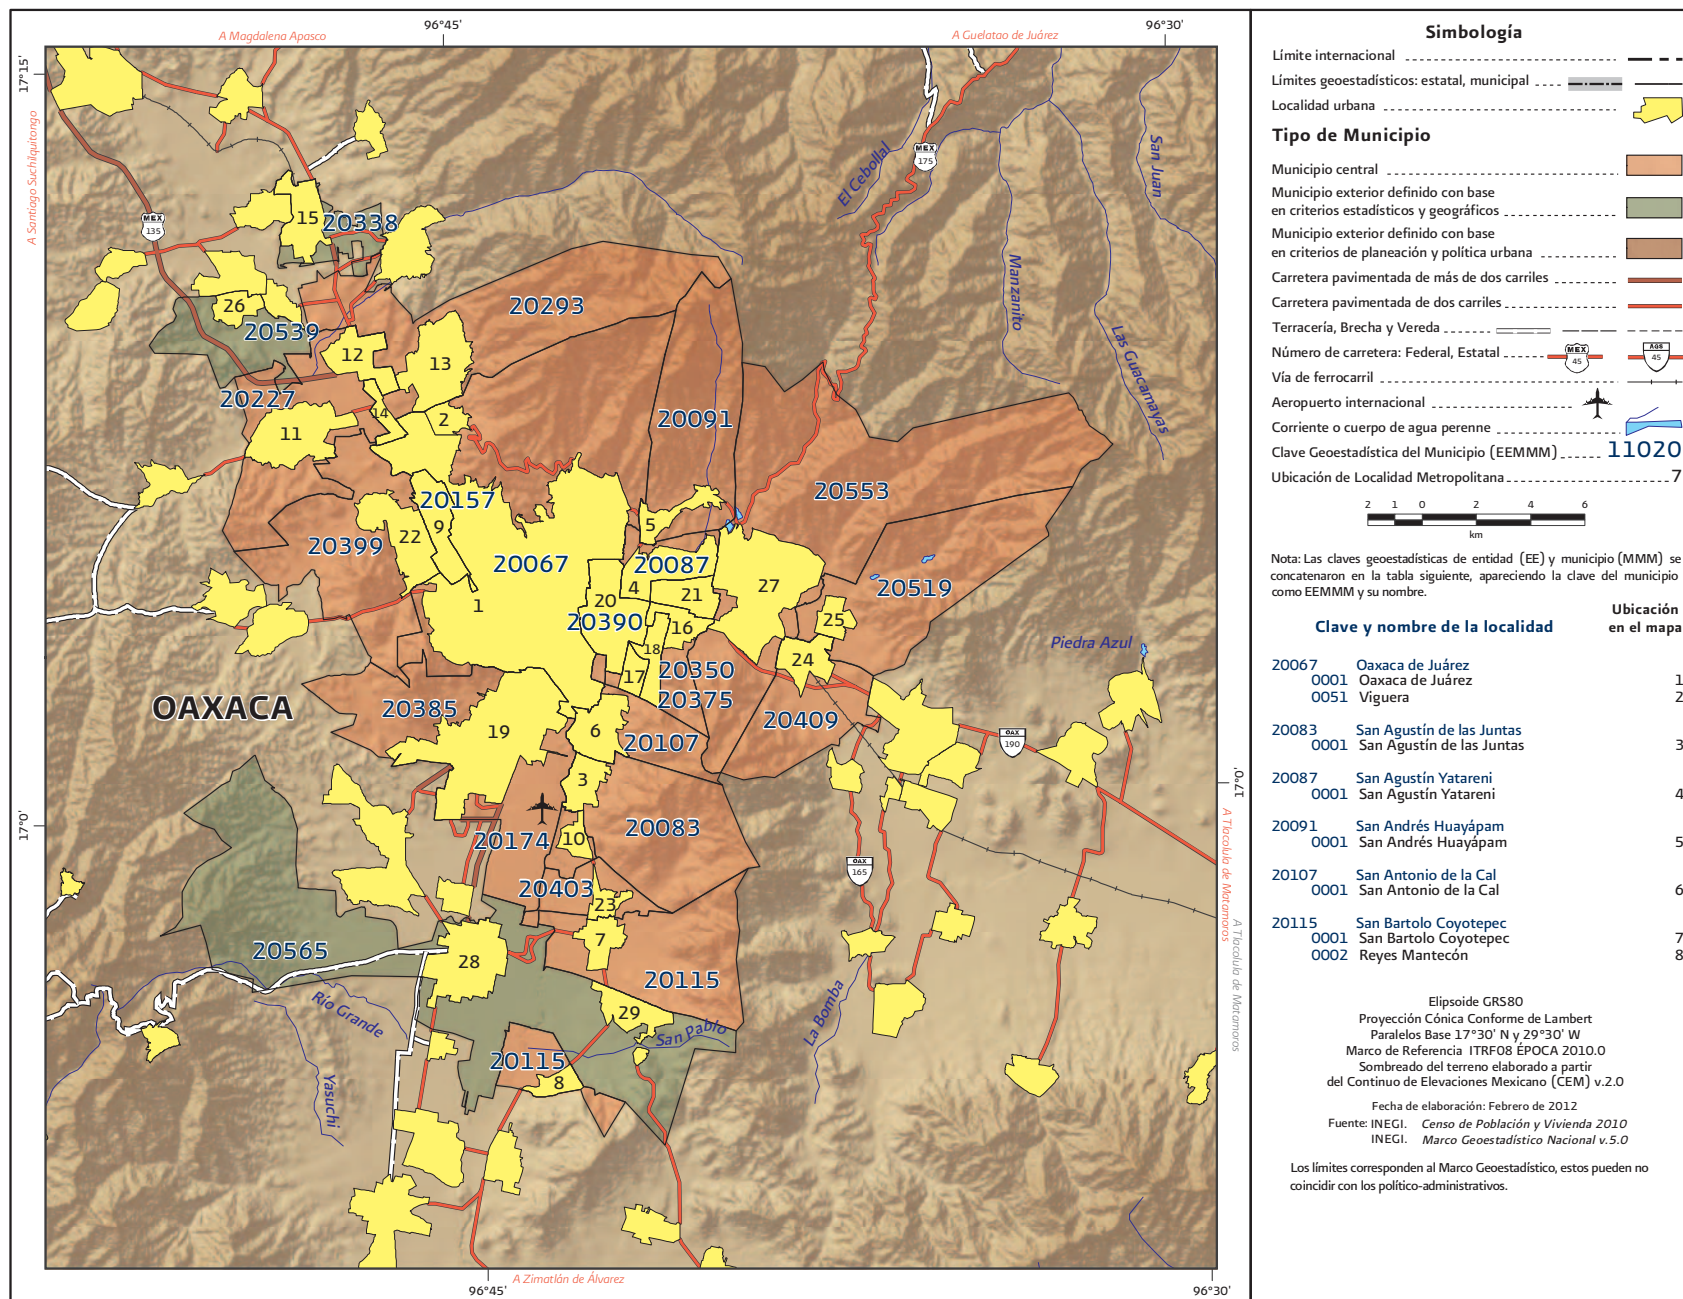 96°45'
96°30'
A Magdalena Apasco
A Guelatao de Juárez
17°15'
A Santiago Suchilquitongo
MEX
135
MEX
175
El Cebollal
San Juan
Manzanito
Las Guacamayas
15
20338
26
20539
20293
12
13
20227
14
2
11
20091
20157
20553
9
22
5
20399
20067
20087
27
20519
1
20
4
21
20390
16
25
18
Piedra Azul
17
20350
24
OAXACA
20385
20375
20409
19
6
20107
OAX
190
3
17°0'
17°0'
20174
10
20083
OAX
165
A Tlacolula de Matamoros
A Tlacolula de Matamoros
20403
23
20565
28
7
20115
Río Grande
29
San Pablo
La Bomba
20115
8
Yasuchi
A Zimatlán de Álvarez
96°45'
96°30'
Simbología
Límite internacional
Límites geoestadísticos: estatal, municipal
Localidad urbana
Tipo de Municipio
Municipio central
Municipio exterior definido con base
en criterios estadísticos y geográficos
Municipio exterior definido con base
en criterios de planeación y política urbana
Carretera pavimentada de más de dos carriles
Carretera pavimentada de dos carriles
Terracería, Brecha y Vereda
Número de carretera: Federal, Estatal MEX 45 AGS 45
Vía de ferrocarril
Aeropuerto internacional
Corriente o cuerpo de agua perenne
Clave Geoestadística del Municipio (EEMMM) 11020
Ubicación de Localidad Metropolitana 7
2 1 0 2 4 6
km
Nota: Las claves geoestadísticas de entidad (EE) y municipio (MMM) se
concatenaron en la tabla siguiente, apareciendo la clave del municipio
como EEMMM y su nombre.
Ubicación
Clave y nombre de la localidad en el mapa
20067 Oaxaca de Juárez
0001 Oaxaca de Juárez 1
0051 Viguera 2
20083 San Agustín de las Juntas
0001 San Agustín de las Juntas 3
20087 San Agustín Yatareni
0001 San Agustín Yatareni 4
20091 San Andrés Huayápam
0001 San Andrés Huayápam 5
20107 San Antonio de la Cal
0001 San Antonio de la Cal 6
20115 San Bartolo Coyotepec
0001 San Bartolo Coyotepec 7
0002 Reyes Mantecón 8
Elipsoide GRS80
Proyección Cónica Conforme de Lambert
Paralelos Base 17°30' N y 29°30' W
Marco de Referencia ITRF08 ÉPOCA 2010.0
Sombreado del terreno elaborado a partir
del Continuo de Elevaciones Mexicano (CEM) v.2.0
Fecha de elaboración: Febrero de 2012
Fuente: INEGI. Censo de Población y Vivienda 2010
INEGI. Marco Geoestadístico Nacional v.5.0
Los límites corresponden al Marco Geoestadístico, estos pueden no
coincidir con los político-administrativos.